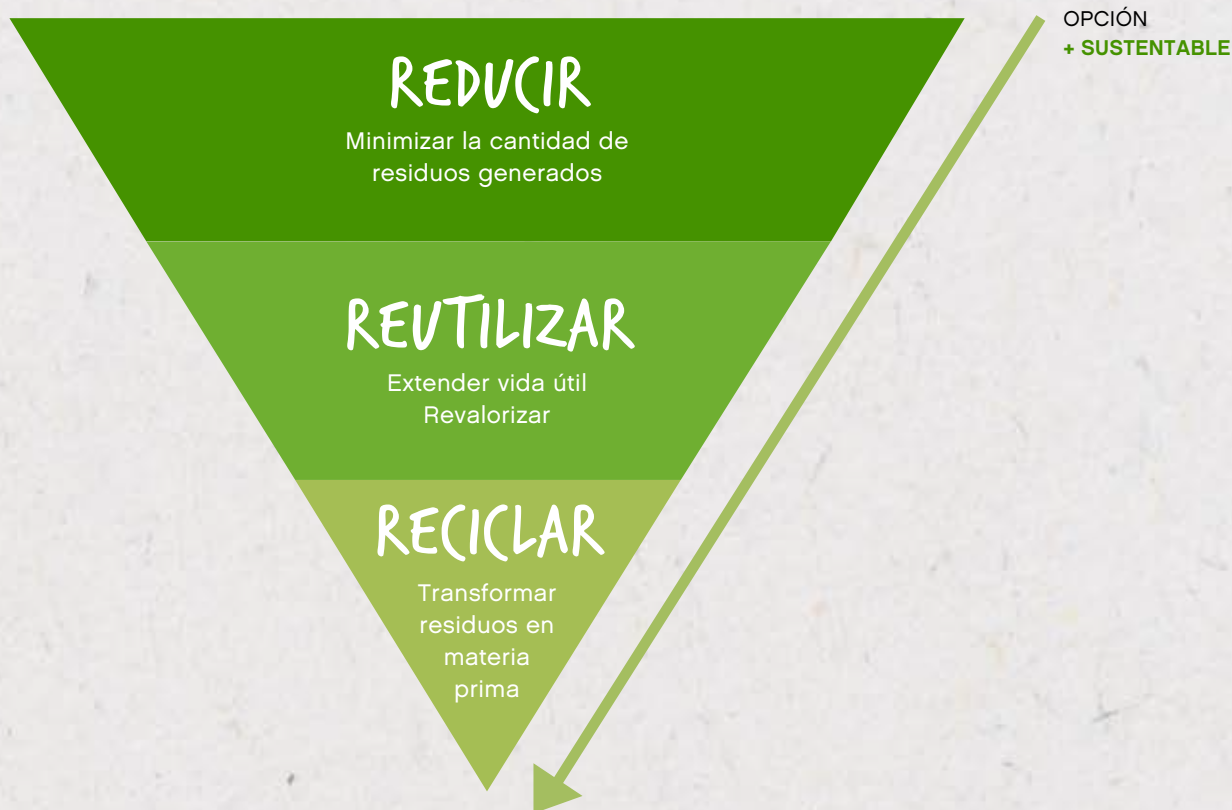 OPCIÓN
+ SUSTENTABLE
REDUCIR
Minimizar la cantidad de
residuos generados
REUTILIZAR
Extender vida útil
Revalorizar
RECICLAR
Transformar
residuos en
materia
prima